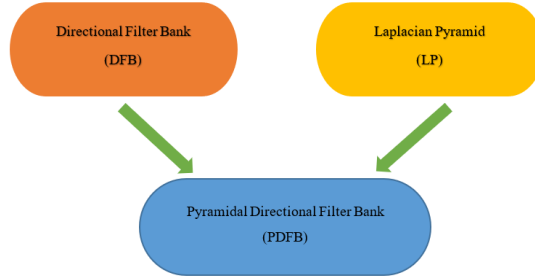 Directional Filter Bank
(DFB)
Laplacian Pyramid
(LP)
Pyramidal Directional Filter Bank
(PDFB)